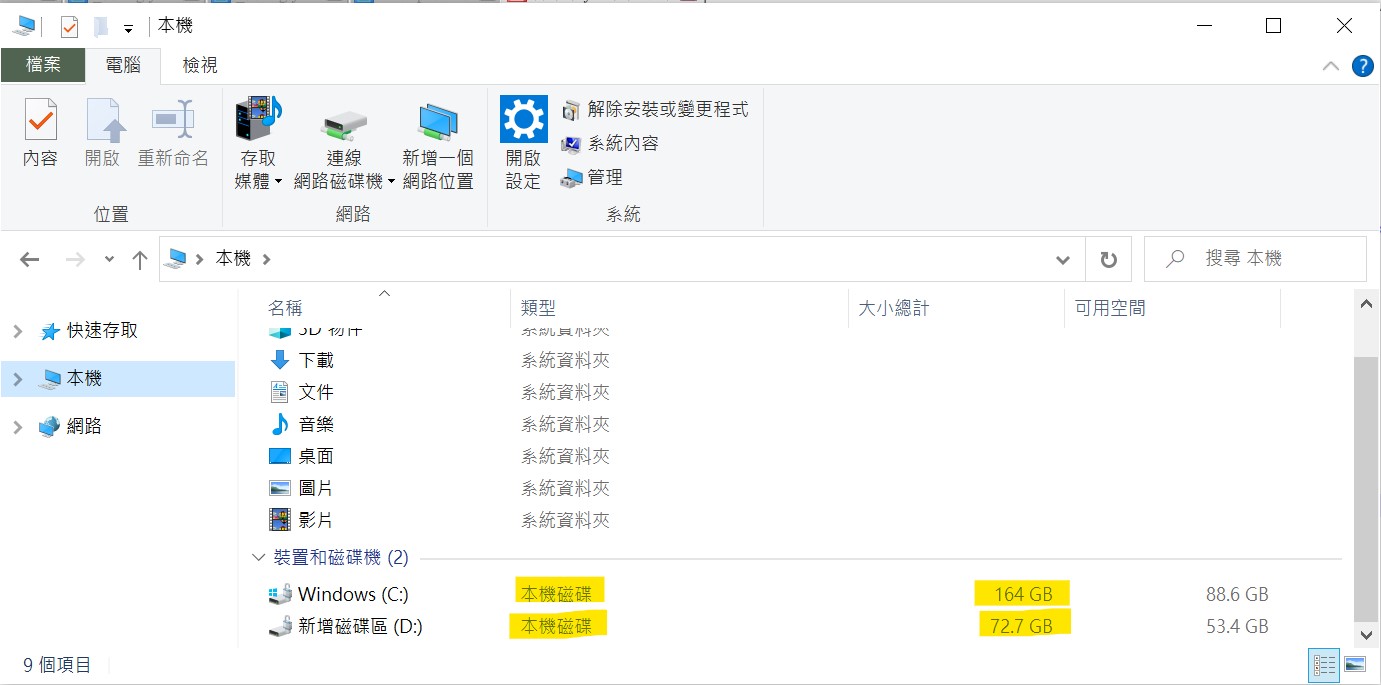 本機
檔案 電腦 檢視
內容 開啟 重新命名 存取 連線 新增一個 開啟 解除安裝或變更程式
媒體 網路磁碟機 網路位置 設定 系統內容
管理
位置 網路 系統
本機 搜尋 本機
名稱 類型 大小總計 可用空間
快速存取
本機
網路
3D 物件 系統資料夾
下載 系統資料夾
文件 系統資料夾
音樂 系統資料夾
桌面 系統資料夾
圖片 系統資料夾
影片 系統資料夾
裝置和磁碟機 (2)
Windows (C:) 本機磁碟 164 GB 88.6 GB
新增磁碟區 (D:) 本機磁碟 72.7 GB 53.4 GB
9 個項目